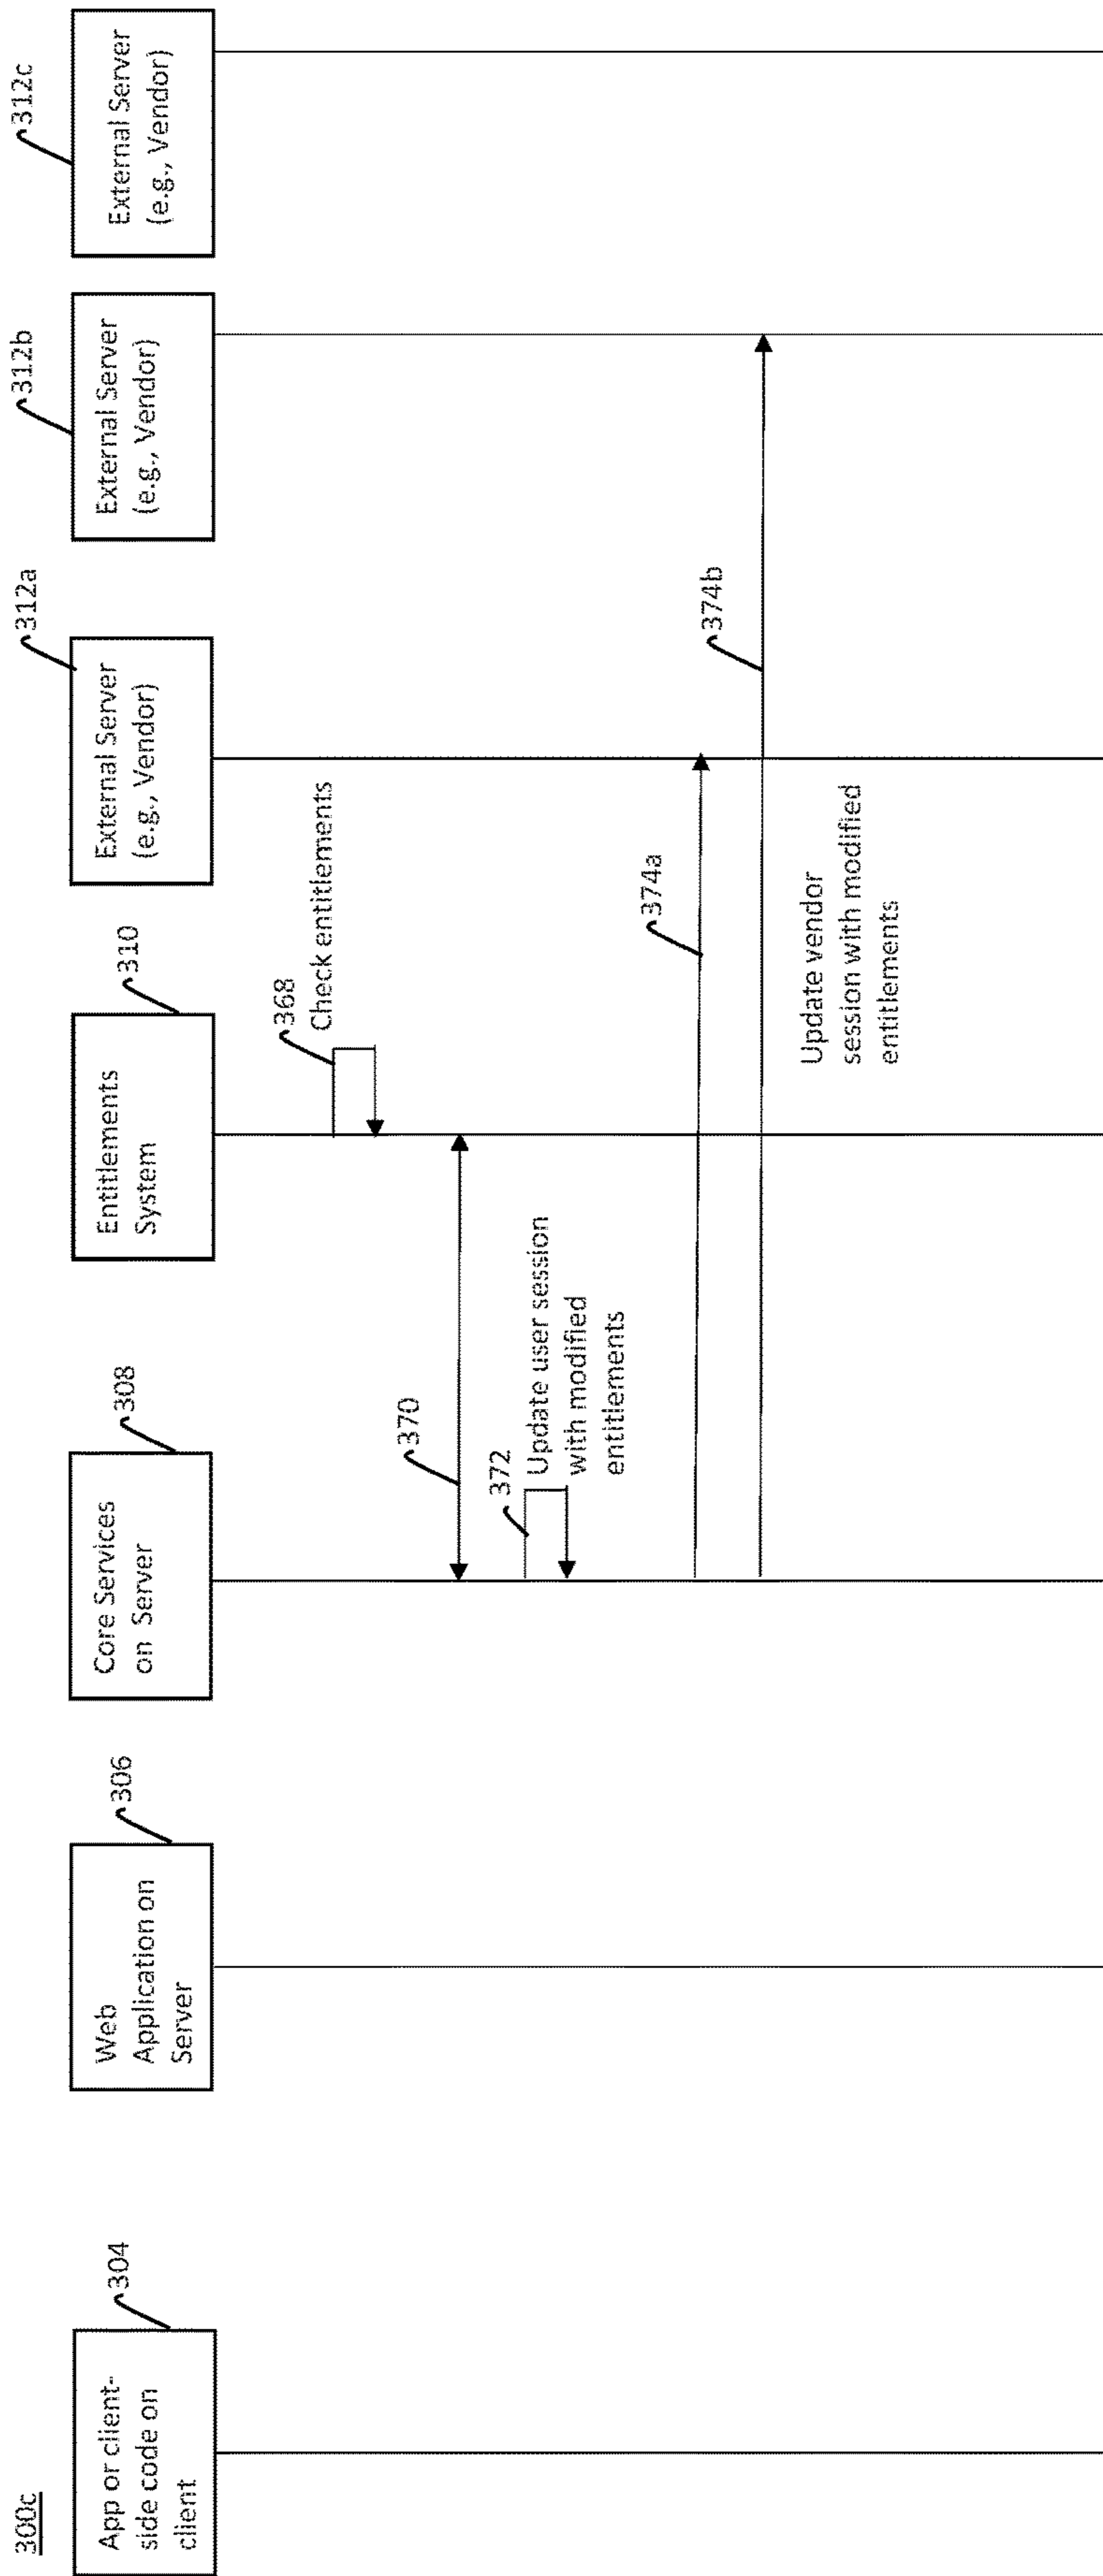 300c
App or client-
side code on
client
304
Web
Application on
Server
306
Core Services
on Server
308
Entitlements
System
310
External Server
(e.g., Vendor)
312a
External Server
(e.g., Vendor)
312b
External Server
(e.g., Vendor)
312c
368
Check entitlements
370
372
Update user session
with modified
entitlements
374a
374b
Update vendor
session with modified
entitlements